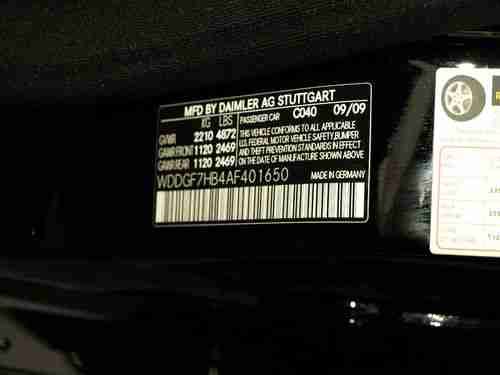 MFD BY DAIMLER AG STUTTGART
KG LBS PASSENGER CAR C040 09/09
GVWR 2210 4872 THIS VEHICLE CONFORMS TO ALL APPLICABLE
GAWR FRONT 1120 2469 U.S. FEDERAL MOTOR VEHICLE SAFETY, BUMPER
GAWR REAR 1120 2469 AND THEFT PREVENTION STANDARDS IN EFFECT
ON THE DATE OF MANUFACTURE SHOWN ABOVE.
WDDGF7HB4AF401650 MADE IN GERMANY